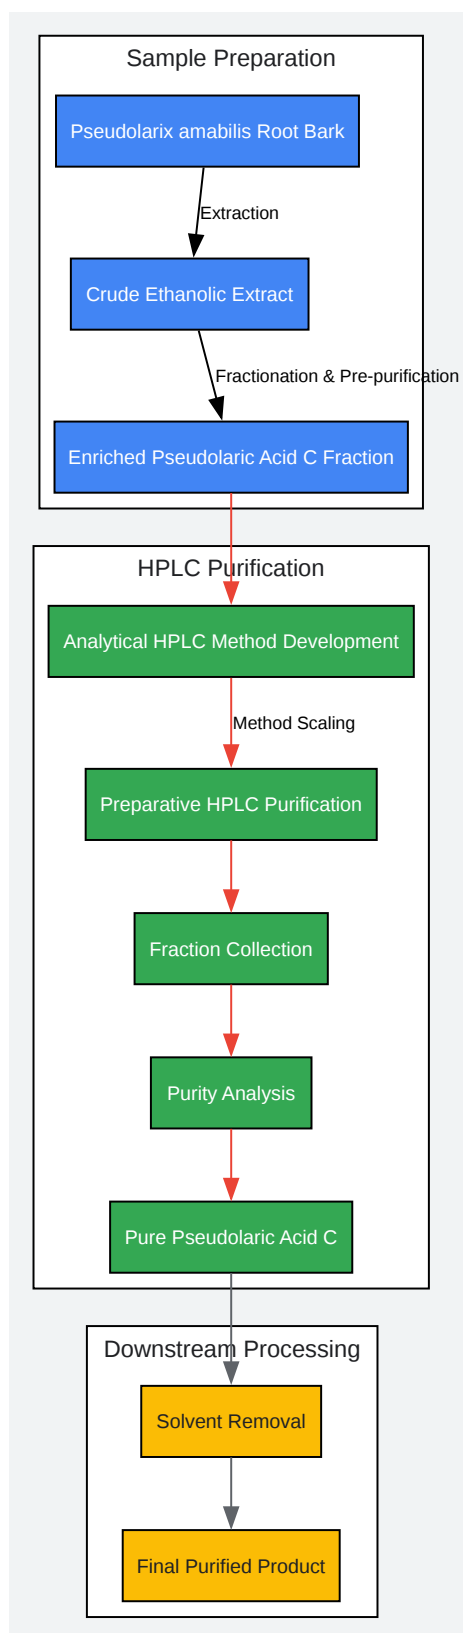 Sample Preparation
Pseudolarix amabilis Root Bark
Extraction
Crude Ethanolic Extract
Fractionation & Pre-purification
Enriched Pseudolaric Acid C Fraction
HPLC Purification
Analytical HPLC Method Development
Method Scaling
Preparative HPLC Purification
Fraction Collection
Purity Analysis
Pure Pseudolaric Acid C
Downstream Processing
Solvent Removal
Final Purified Product